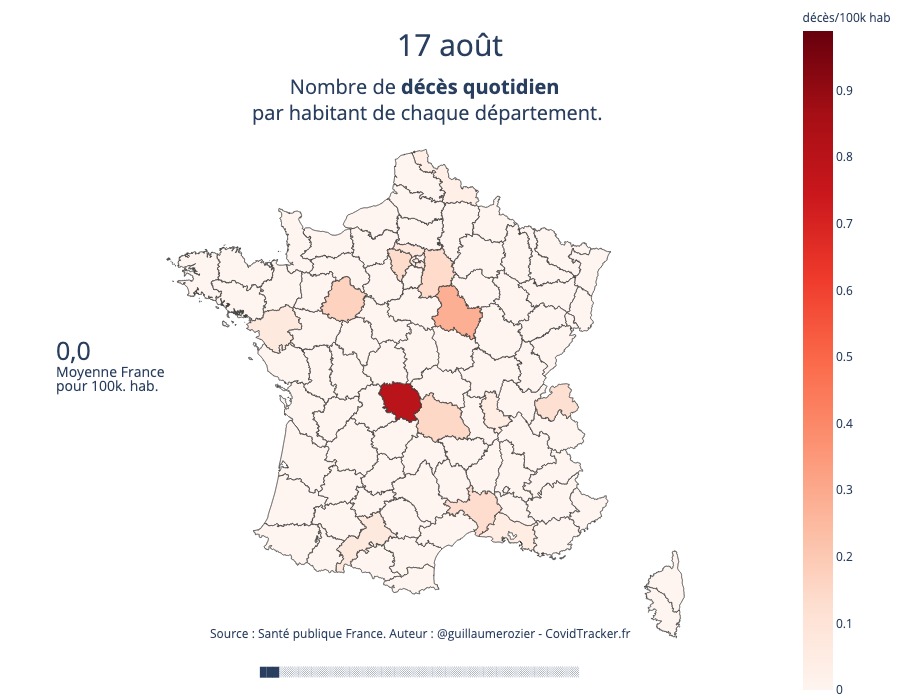 décès/100k hab
17 août
Nombre de décès quotidien
par habitant de chaque département.
0.9
0.8
0.7
0.6
0.5
0.4
0.3
0.2
0.1
0
0,0
Moyenne France
pour 100k. hab.
Source : Santé publique France. Auteur : @guillaumerozier - CovidTracker.fr